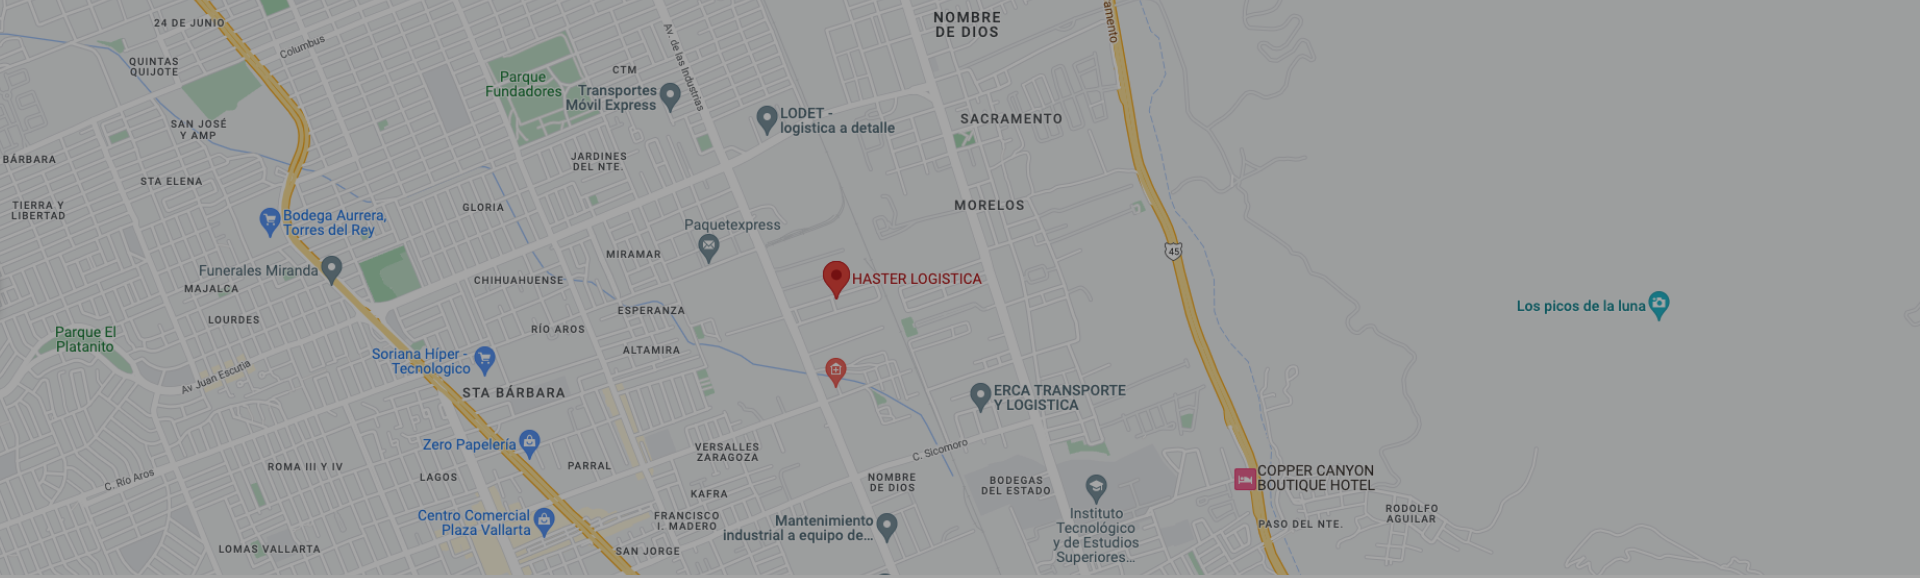 NOMBRE
DE DIOS
24 DE JUNIO
Columbus
Av. de las Industrias
QUINTAS
QUIJOTE
Parque
Fundadores
CTM
Transportes
Móvil Express
LODET -
logistica a detalle
SACRAMENTO
SAN JOSÉ
Y AMP
BÁRBARA
JARDINES
DEL NTE.
STA ELENA
TIERRA Y
LIBERTAD
GLORIA
MORELOS
Bodega Aurrera,
Torres del Rey
Paquetexpress
MIRAMAR
45
Funerales Miranda
MAJALCA
CHIHUAHUENSE
HASTER LOGISTICA
LOURDES
ESPERANZA
Los picos de la luna
Parque El
Platanito
RÍO AROS
ALTAMIRA
Soriana Híper -
Tecnologico
Av Juan Escutia
STA BÁRBARA
ERCA TRANSPORTE
Y LOGISTICA
Zero Papelería
VERSALLES
ZARAGOZA
C. Sicomoro
ROMA III Y IV
PARRAL
C. Río Aros
LAGOS
NOMBRE
DE DIOS
BODEGAS
DEL ESTADO
COPPER CANYON
BOUTIQUE HOTEL
KAFRA
Centro Comercial
Plaza Vallarta
FRANCISCO
I. MADERO
Mantenimiento
industrial a equipo de...
Instituto
Tecnológico
y de Estudios
Superiores...
PASO DEL NTE.
RODOLFO
AGUILAR
LOMAS VALLARTA
SAN JORGE